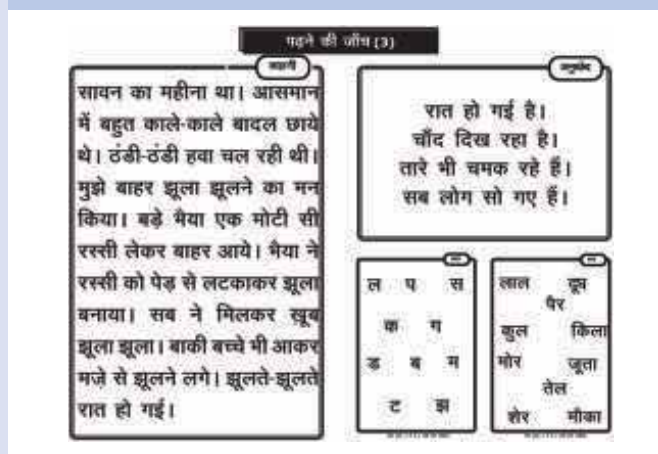 पढ़ने की जाँच (3)
कहानी
सावन का महीना था। आसमान
में बहुत काले-काले बादल छाये
थे। ठंडी-ठंडी हवा चल रही थी।
मुझे बाहर झूला झूलने का मन
किया। बड़े भैया एक मोटी सी
रस्सी लेकर बाहर आये। भैया ने
रस्सी को पेड़ से लटकाकर झूला
बनाया। सब ने मिलकर खूब
झूला झूला। बाकी बच्चे भी आकर
मज़े से झूलने लगे। झूलते-झूलते
रात हो गई।
अनुच्छेद
रात हो गई है।
चाँद दिख रहा है।
तारे भी चमक रहे हैं।
सब लोग सो गए हैं।
ल प स
क ग
ड ब म
ट झ
लाल
पैर
कुल किला
मोर जूता
तेल
शेर मौका